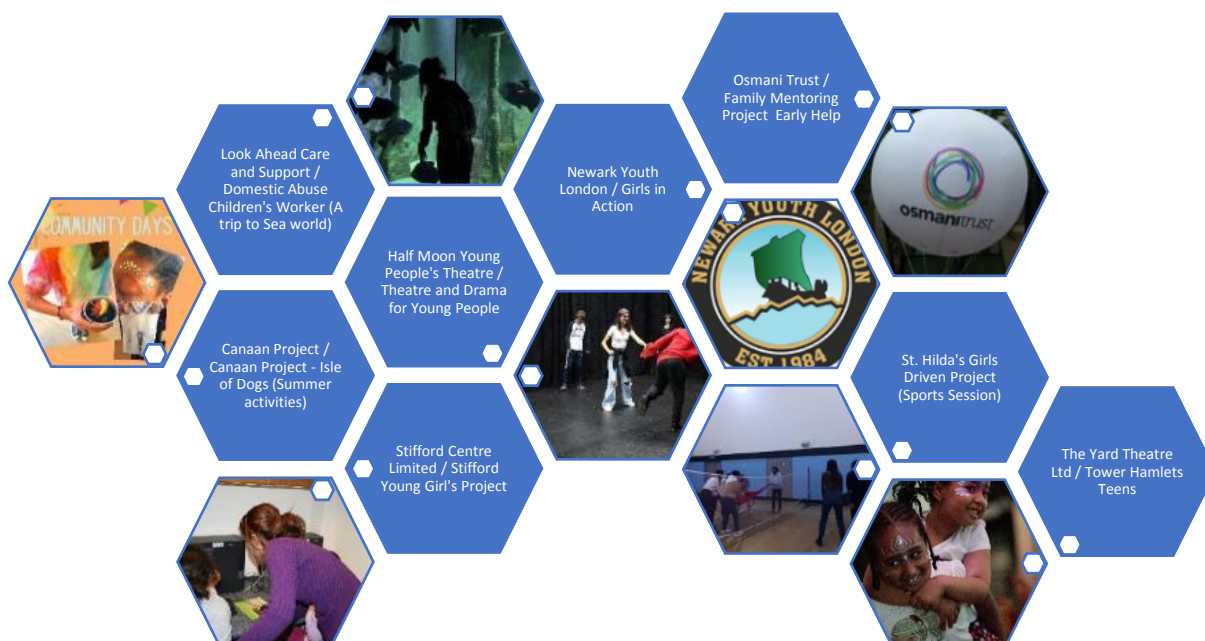 Osmani Trust /
Family Mentoring
Project Early Help
Look Ahead Care
and Support /
Domestic Abuse
Children's Worker (A
trip to Sea world)
Newark Youth
London / Girls in
Action
osmanitrust
COMMUNITY DAYS
Half Moon Young
People's Theatre /
Theatre and Drama
for Young People
NEWARK YOUTH LONDON
EST 1984
Canaan Project /
Canaan Project - Isle
of Dogs (Summer
activities)
St. Hilda's Girls
Driven Project
(Sports Session)
Stifford Centre
Limited / Stifford
Young Girl's Project
The Yard Theatre
Ltd / Tower Hamlets
Teens